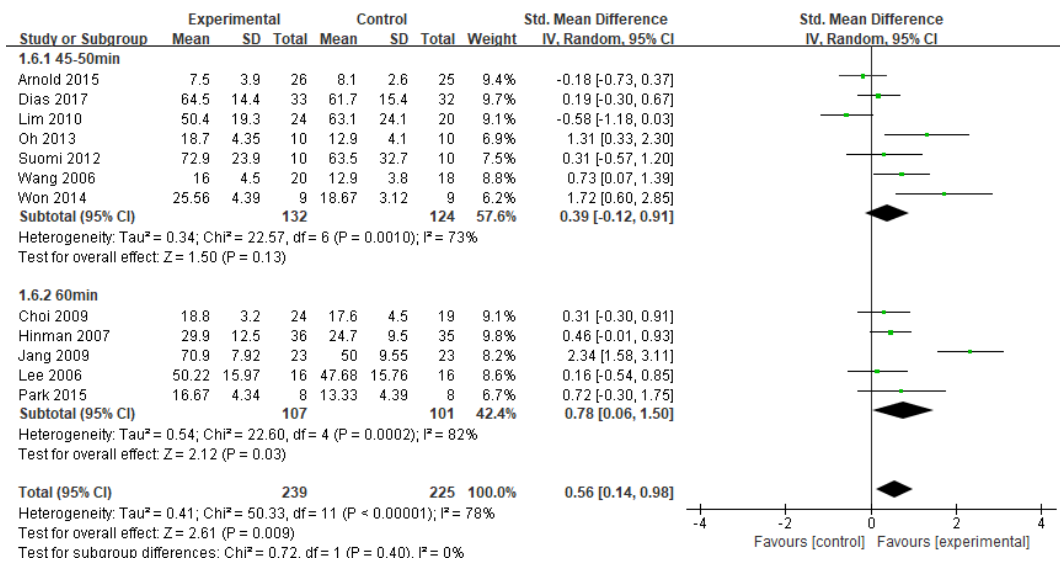 Experimental Control Std. Mean Difference Std. Mean Difference
Study or Subgroup Mean SD Total Mean SD Total Weight IV, Random, 95% CI IV, Random, 95% CI
1.6.1 45-50min
Arnold 2015 7.5 3.9 26 8.1 2.6 25 9.4% -0.18 [-0.73, 0.37]
Dias 2017 64.5 14.4 33 61.7 15.4 32 9.7% 0.19 [-0.30, 0.67]
Lim 2010 50.4 19.3 24 63.1 24.1 20 9.1% -0.58 [-1.18, 0.03]
Oh 2013 18.7 4.35 10 12.9 4.1 10 7.0% 1.31 [0.33, 2.30]
Suomi 2012 72.9 23.9 10 63.5 32.7 10 7.5% 0.31 [-0.57, 1.20]
Wang 2006 16 4.5 20 12.9 3.8 18 8.8% 0.73 [0.07, 1.39]
Won 2014 25.56 4.39 9 18.67 3.12 9 6.2% 1.72 [0.60, 2.85]
Subtotal (95% CI) 132 124 57.6% 0.39 [-0.12, 0.91]
Heterogeneity: Tau² = 0.34; Chi² = 22.57, df = 6 (P = 0.0010); I² = 73%
Test for overall effect: Z = 1.50 (P = 0.13)
1.6.2 60min
Choi 2009 18.8 3.2 24 17.6 4.5 19 9.1% 0.31 [-0.30, 0.91]
Hinman 2007 29.9 12.5 36 24.7 9.5 35 9.8% 0.46 [-0.01, 0.93]
Jang 2009 70.9 7.92 23 50 9.55 23 8.2% 2.34 [1.58, 3.11]
Lee 2006 50.22 15.97 16 47.68 15.76 16 8.6% 0.16 [-0.54, 0.85]
Park 2015 16.67 4.34 8 13.33 4.39 8 6.7% 0.72 [-0.30, 1.75]
Subtotal (95% CI) 107 101 42.4% 0.78 [0.06, 1.50]
Heterogeneity: Tau² = 0.54; Chi² = 22.60, df = 4 (P = 0.0002); I² = 82%
Test for overall effect: Z = 2.12 (P = 0.03)
Total (95% CI) 239 225 100.0% 0.56 [0.14, 0.98]
Heterogeneity: Tau² = 0.41; Chi² = 50.33, df = 11 (P < 0.00001); I² = 78%
Test for overall effect: Z = 2.61 (P = 0.009)
Test for subgroup differences: Chi² = 0.72, df = 1 (P = 0.40), I² = 0%
-4 -2 0 2 4
Favours [control] Favours [experimental]